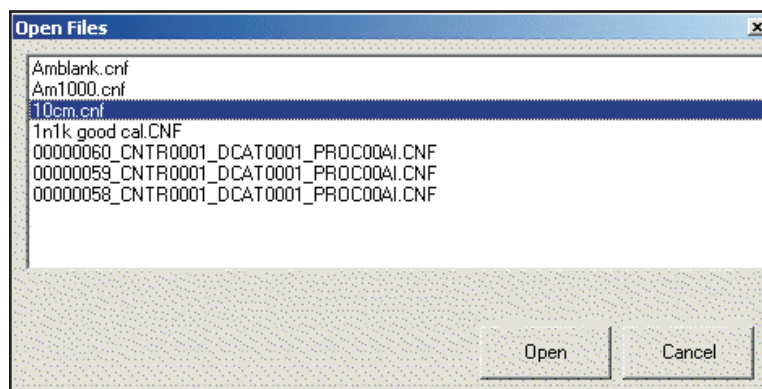 Open Files
Amblank.cnf
Am1000.cnf
10cm.cnf
1n1k good cal.CNF
00000060_CNTR0001_DCAT0001_PROC00AI.CNF
00000059_CNTR0001_DCAT0001_PROC00AI.CNF
00000058_CNTR0001_DCAT0001_PROC00AI.CNF
Open
Cancel